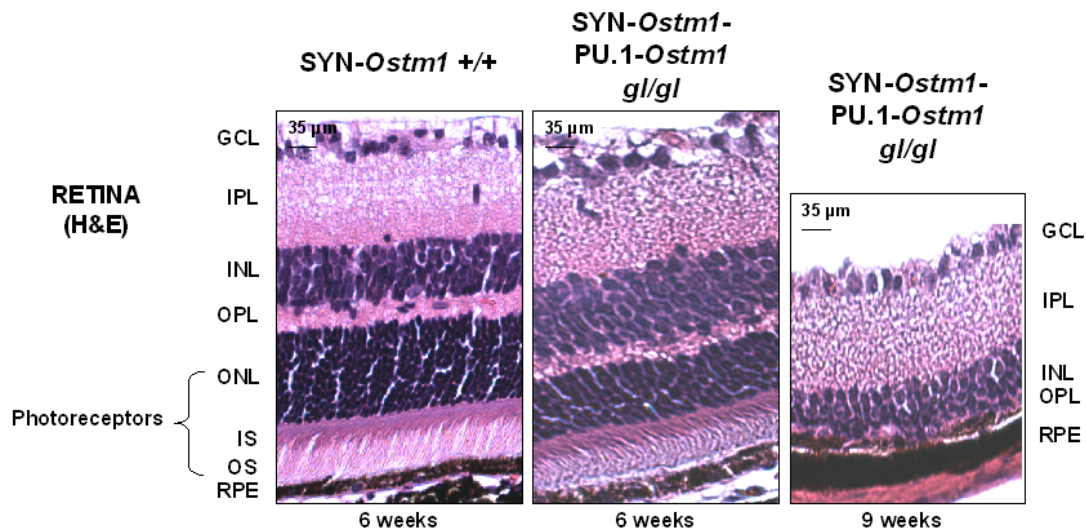 SYN-Ostm1 +/+
SYN-Ostm1-
PU.1-Ostm1
gl/gl
SYN-Ostm1-
PU.1-Ostm1
gl/gl
RETINA
(H&E)
GCL
IPL
INL
OPL
ONL
Photoreceptors
IS
OS
RPE
35 µm
35 µm
35 µm
GCL
IPL
INL
OPL
RPE
6 weeks
6 weeks
9 weeks